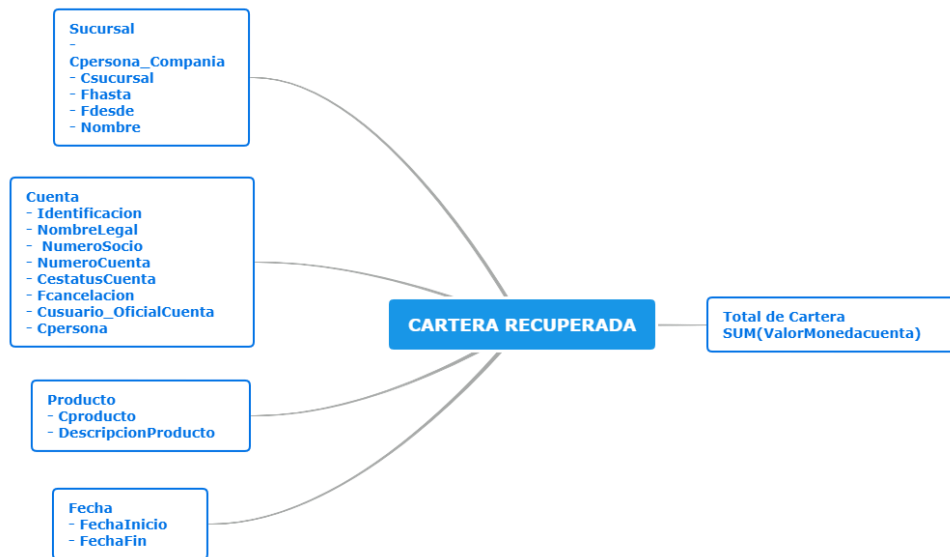 Sucursal
-
Cpersona_Compania
- Csucursal
- Fhasta
- Fdesde
- Nombre
Cuenta
- Identificacion
- NombreLegal
- NumeroSocio
- NumeroCuenta
- CestatusCuenta
- Fcancelacion
- Cusuario_OficialCuenta
- Cpersona
Producto
- Cproducto
- DescripcionProducto
Fecha
- FechaInicio
- FechaFin
CARTERA RECUPERADA
Total de Cartera
SUM(ValorMonedacuenta)